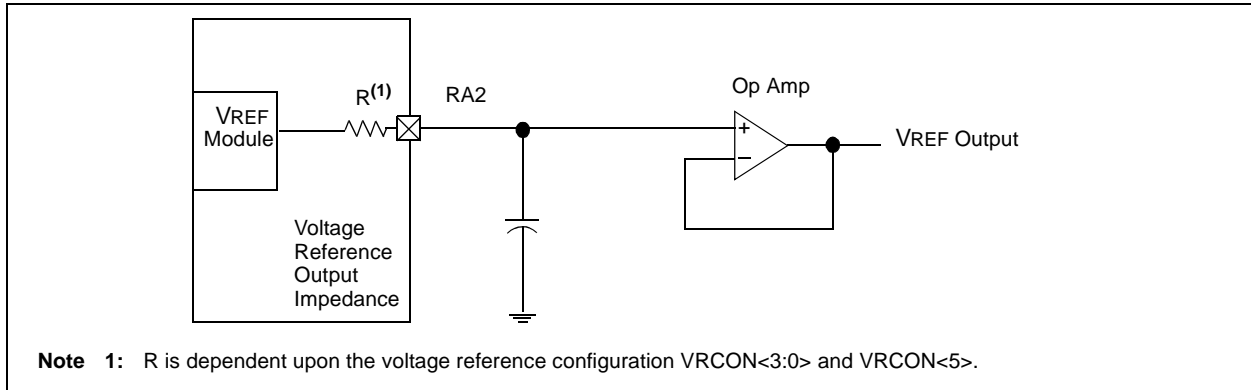 VREF
Module
R(1)
RA2
Op Amp
+
–
VREF Output
Voltage
Reference
Output
Impedance
Note 1: R is dependent upon the voltage reference configuration VRCON<3:0> and VRCON<5>.